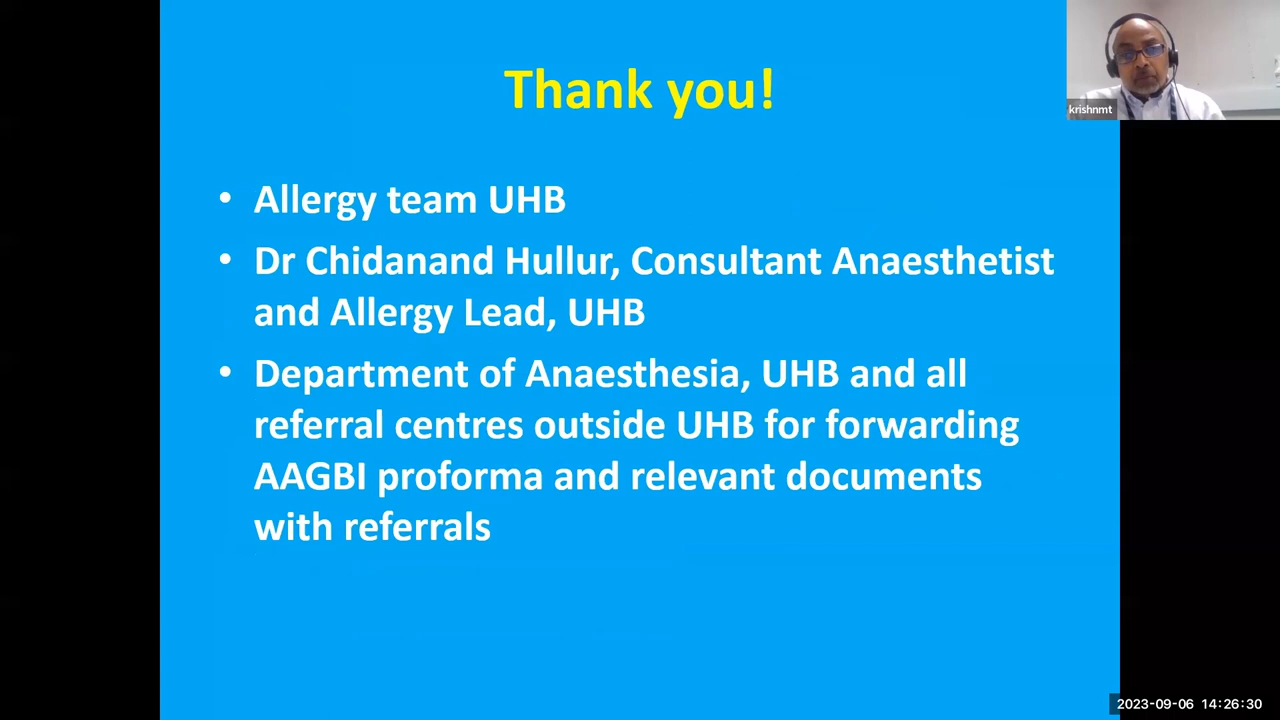 Thank you!
krishnmt
• Allergy team UHB
• Dr Chidanand Hullur, Consultant Anaesthetist
and Allergy Lead, UHB
• Department of Anaesthesia, UHB and all
referral centres outside UHB for forwarding
AAGBI proforma and relevant documents
with referrals
2023-09-06 14:26:30